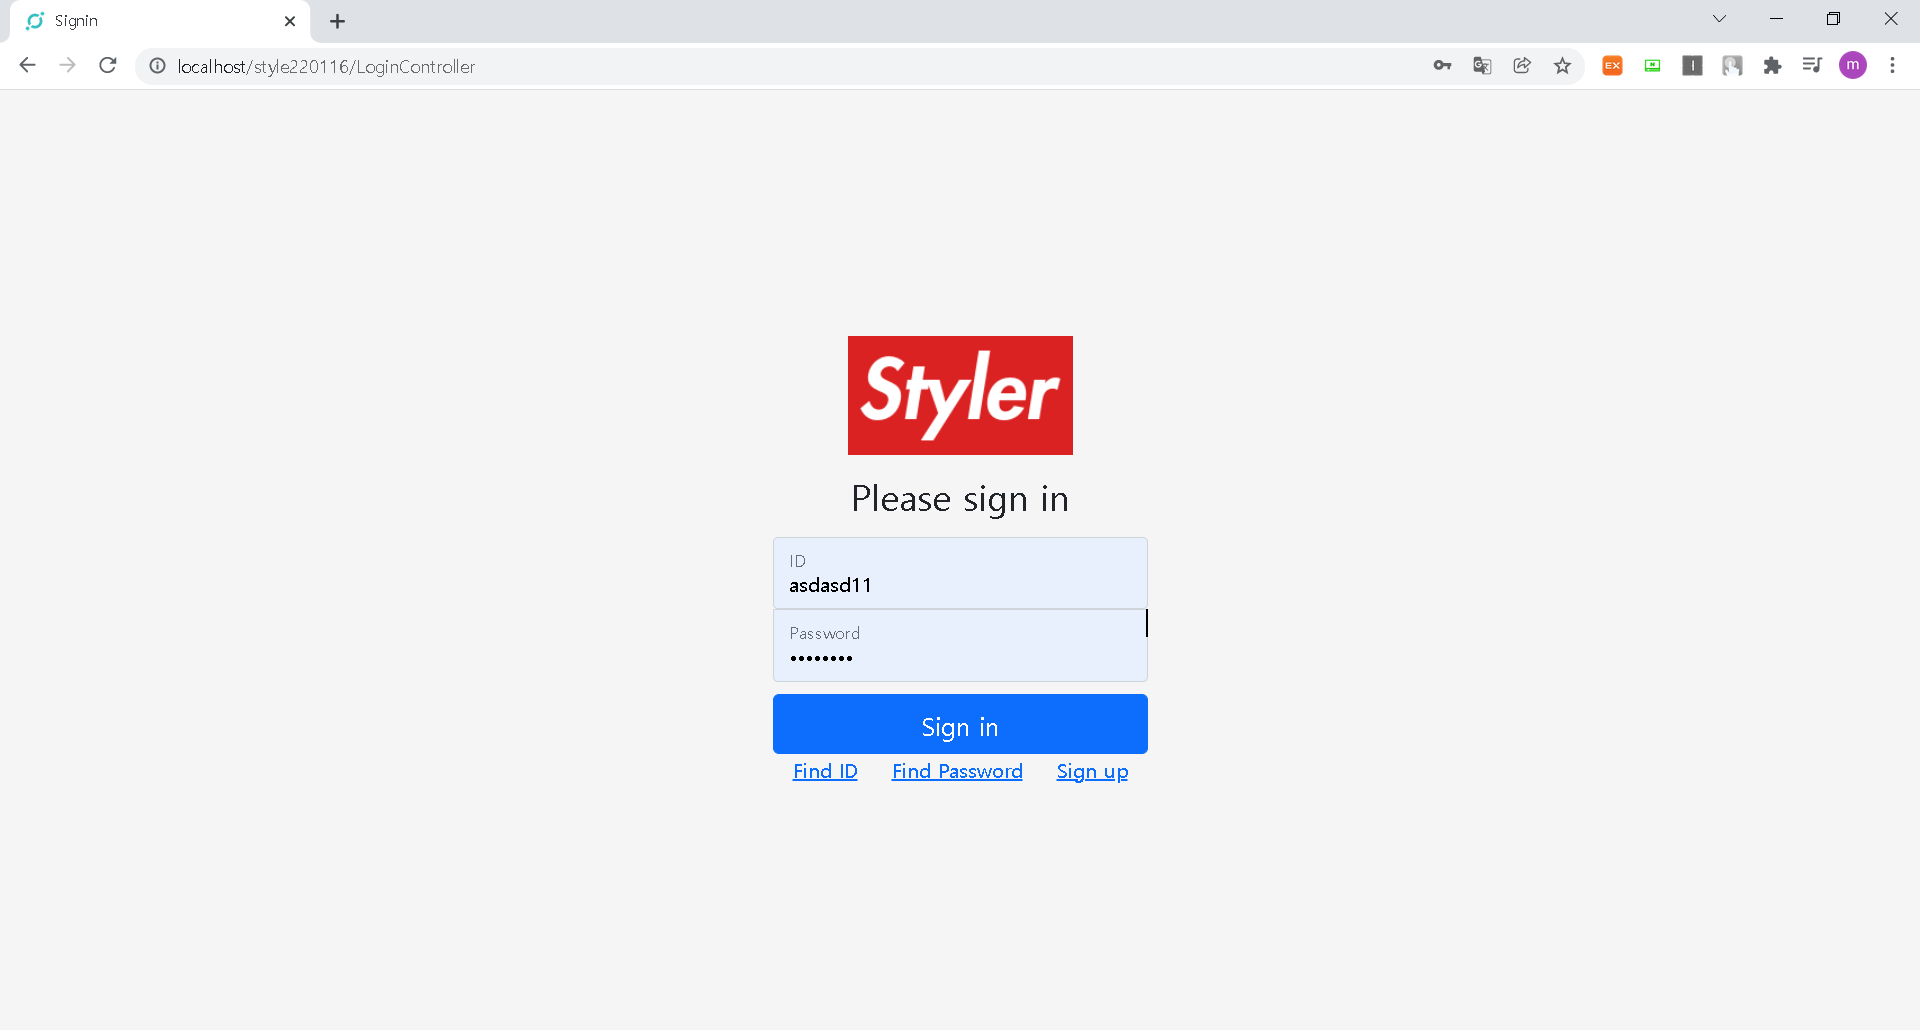 Signin
localhost/style220116/LoginController
EX
m
Styler
Please sign in
ID
asdasd11
Password
••••••••
Sign in
Find ID Find Password Sign up